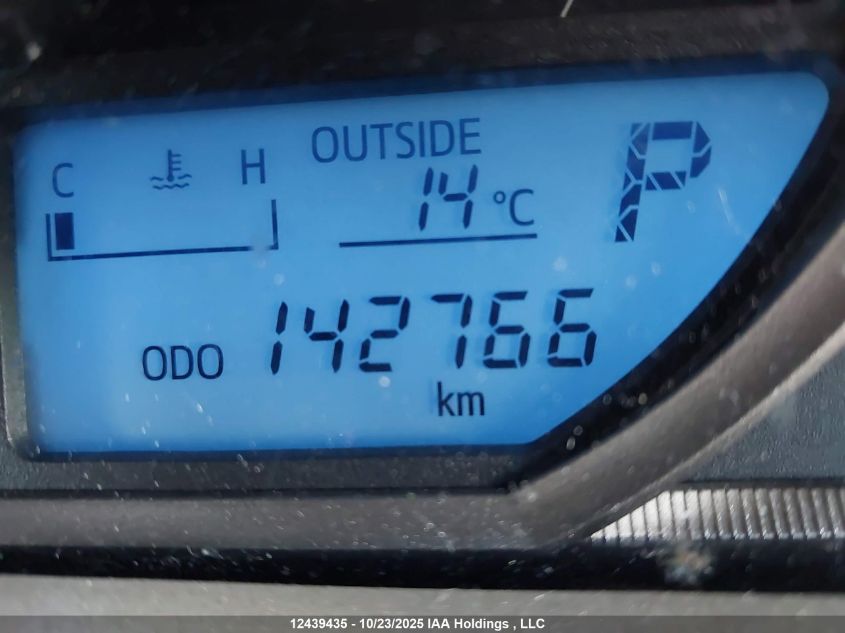 OUTSIDE
C H
14 °C
P
ODO 142766
km
12439435 - 10/23/2025 IAA Holdings , LLC